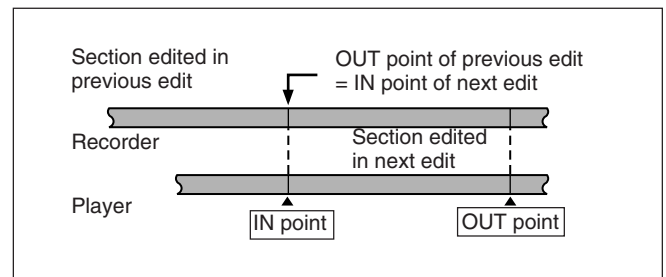 Section edited in
previous edit
OUT point of previous edit
= IN point of next edit
Recorder
Section edited
in next edit
Player
IN point
OUT point